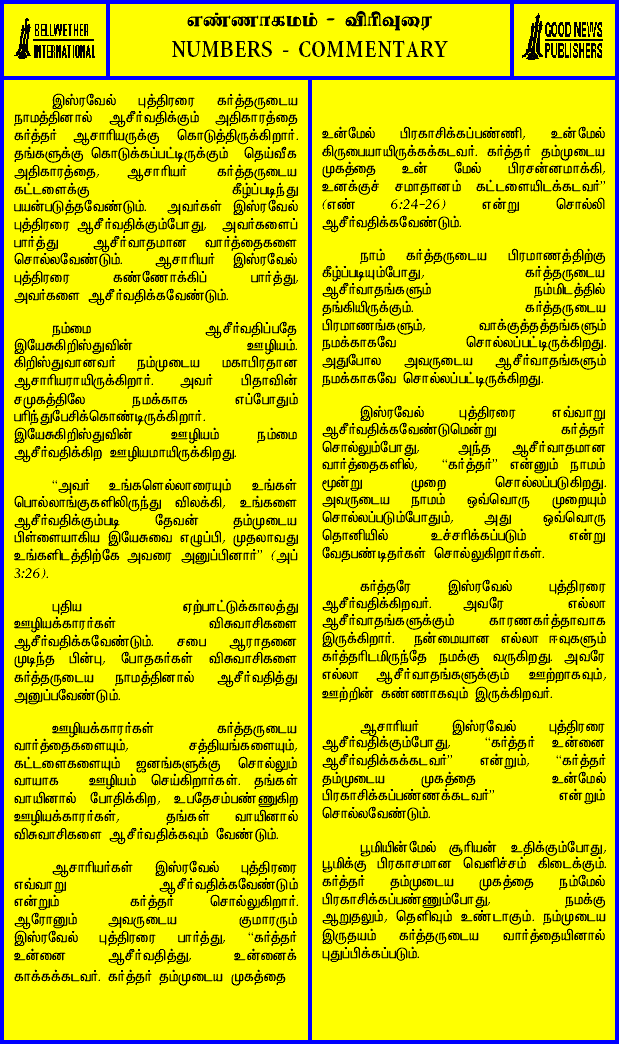 BELLWETHER
INTERNATIONAL
எண்ணாகமம் - விரிவுரை
NUMBERS - COMMENTARY
GOOD NEWS
PUBLISHERS
இஸ்ரவேல் புத்திரரை கர்த்தருடைய
நாமத்தினால் ஆசீர்வதிக்கும் அதிகாரத்தை
கர்த்தர் ஆசாரியருக்கு கொடுத்திருக்கிறார்.
தங்களுக்கு கொடுக்கப்பட்டிருக்கும் தெய்வீக
அதிகாரத்தை, ஆசாரியர் கர்த்தருடைய
கட்டளைக்கு கீழ்ப்படிந்து
பயன்படுத்தவேண்டும். அவர்கள் இஸ்ரவேல்
புத்திரரை ஆசீர்வதிக்கும்போது, அவர்களைப்
பார்த்து ஆசீர்வாதமான வார்த்தைகளை
சொல்லவேண்டும். ஆசாரியர் இஸ்ரவேல்
புத்திரரை கண்ணோக்கிப் பார்த்து,
அவர்களை ஆசீர்வதிக்கவேண்டும்.
நம்மை ஆசீர்வதிப்பதே
இயேசுகிறிஸ்துவின் ஊழியம்.
கிறிஸ்துவானவர் நம்முடைய மகாபிரதான
ஆசாரியராயிருக்கிறார். அவர் பிதாவின்
சமுகத்திலே நமக்காக எப்போதும்
பரிந்துபேசிக்கொண்டிருக்கிறார்.
இயேசுகிறிஸ்துவின் ஊழியம் நம்மை
ஆசீர்வதிக்கிற ஊழியமாயிருக்கிறது.
“அவர் உங்களெல்லாரையும் உங்கள்
பொல்லாங்குகளிலிருந்து விலக்கி, உங்களை
ஆசீர்வதிக்கும்படி தேவன் தம்முடைய
பிள்ளையாகிய இயேசுவை எழுப்பி, முதலாவது
உங்களிடத்திற்கே அவரை அனுப்பினார்” (அப்
3:26).
புதிய ஏற்பாட்டுக்காலத்து
ஊழியக்காரர்கள் விசுவாசிகளை
ஆசீர்வதிக்கவேண்டும். சபை ஆராதனை
முடிந்த பின்பு, போதகர்கள் விசுவாசிகளை
கர்த்தருடைய நாமத்தினால் ஆசீர்வதித்து
அனுப்பவேண்டும்.
ஊழியக்காரர்கள் கர்த்தருடைய
வார்த்தைகளையும், சத்தியங்களையும்,
கட்டளைகளையும் ஜனங்களுக்கு சொல்லும்
வாயாக ஊழியம் செய்கிறார்கள். தங்கள்
வாயினால் போதிக்கிற, உபதேசம்பண்ணுகிற
ஊழியக்காரர்கள், தங்கள் வாயினால்
விசுவாசிகளை ஆசீர்வதிக்கவும் வேண்டும்.
ஆசாரியர்கள் இஸ்ரவேல் புத்திரரை
எவ்வாறு ஆசீர்வதிக்கவேண்டும்
என்றும் கர்த்தர் சொல்லுகிறார்.
ஆரோனும் அவருடைய குமாரரும்
இஸ்ரவேல் புத்திரரை பார்த்து, “கர்த்தர்
உன்னை ஆசீர்வதித்து, உன்னைக்
காக்கக்கடவர். கர்த்தர் தம்முடைய முகத்தை
உன்மேல் பிரகாசிக்கப்பண்ணி, உன்மேல்
கிருபையாயிருக்கக்கடவர். கர்த்தர் தம்முடைய
முகத்தை உன் மேல் பிரசன்னமாக்கி,
உனக்குச் சமாதானம் கட்டளையிடக்கடவர்”
(எண் 6:24-26) என்று சொல்லி
ஆசீர்வதிக்கவேண்டும்.
நாம் கர்த்தருடைய பிரமாணத்திற்கு
கீழ்ப்படியும்போது, கர்த்தருடைய
ஆசீர்வாதங்களும் நம்மிடத்தில்
தங்கியிருக்கும். கர்த்தருடைய
பிரமாணங்களும், வாக்குத்தத்தங்களும்
நமக்காகவே சொல்லப்பட்டிருக்கிறது.
அதுபோல அவருடைய ஆசீர்வாதங்களும்
நமக்காகவே சொல்லப்பட்டிருக்கிறது.
இஸ்ரவேல் புத்திரரை எவ்வாறு
ஆசீர்வதிக்கவேண்டுமென்று கர்த்தர்
சொல்லும்போது, அந்த ஆசீர்வாதமான
வார்த்தைகளில், “கர்த்தர்” என்னும் நாமம்
மூன்று முறை சொல்லப்படுகிறது.
அவருடைய நாமம் ஒவ்வொரு முறையும்
சொல்லப்படும்போதும், அது ஒவ்வொரு
தொனியில் உச்சரிக்கப்படும் என்று
வேதபண்டிதர்கள் சொல்லுகிறார்கள்.
கர்த்தரே இஸ்ரவேல் புத்திரரை
ஆசீர்வதிக்கிறவர். அவரே எல்லா
ஆசீர்வாதங்களுக்கும் காரணகர்த்தாவாக
இருக்கிறார். நன்மையான எல்லா ஈவுகளும்
கர்த்தரிடமிருந்தே நமக்கு வருகிறது. அவரே
எல்லா ஆசீர்வாதங்களுக்கும் ஊற்றாகவும்,
ஊற்றின் கண்ணாகவும் இருக்கிறவர்.
ஆசாரியர் இஸ்ரவேல் புத்திரரை
ஆசீர்வதிக்கும்போது, “கர்த்தர் உன்னை
ஆசீர்வதிக்கக்கடவர்” என்றும், “கர்த்தர்
தம்முடைய முகத்தை உன்மேல்
பிரகாசிக்கப்பண்ணக்கடவர்” என்றும்
சொல்லவேண்டும்.
பூமியின்மேல் சூரியன் உதிக்கும்போது,
பூமிக்கு பிரகாசமான வெளிச்சம் கிடைக்கும்.
கர்த்தர் தம்முடைய முகத்தை நம்மேல்
பிரகாசிக்கப்பண்ணும்போது, நமக்கு
ஆறுதலும், தெளிவும் உண்டாகும். நம்முடைய
இருதயம் கர்த்தருடைய வார்த்தையினால்
புதுப்பிக்கப்படும்.